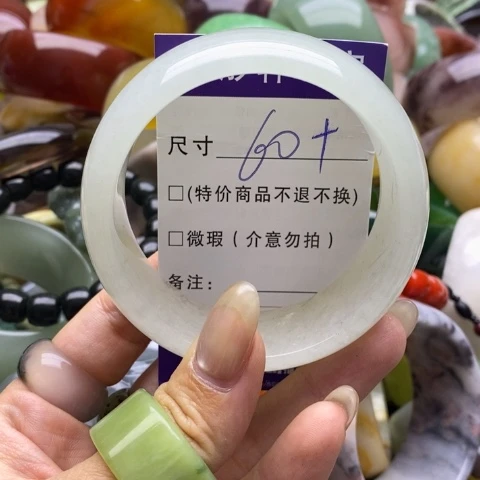 尺寸 60+
□(特价商品不退不换)
□微瑕(介意勿拍)
备注: